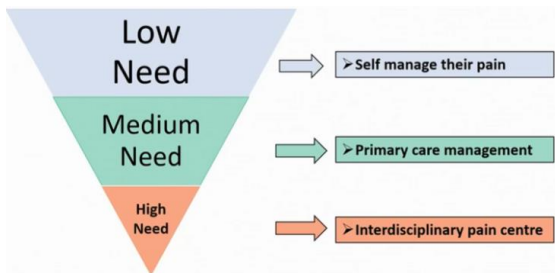 Low
Need
➢Self manage their pain
Medium
Need
➢Primary care management
High
Need
➢Interdisciplinary pain centre